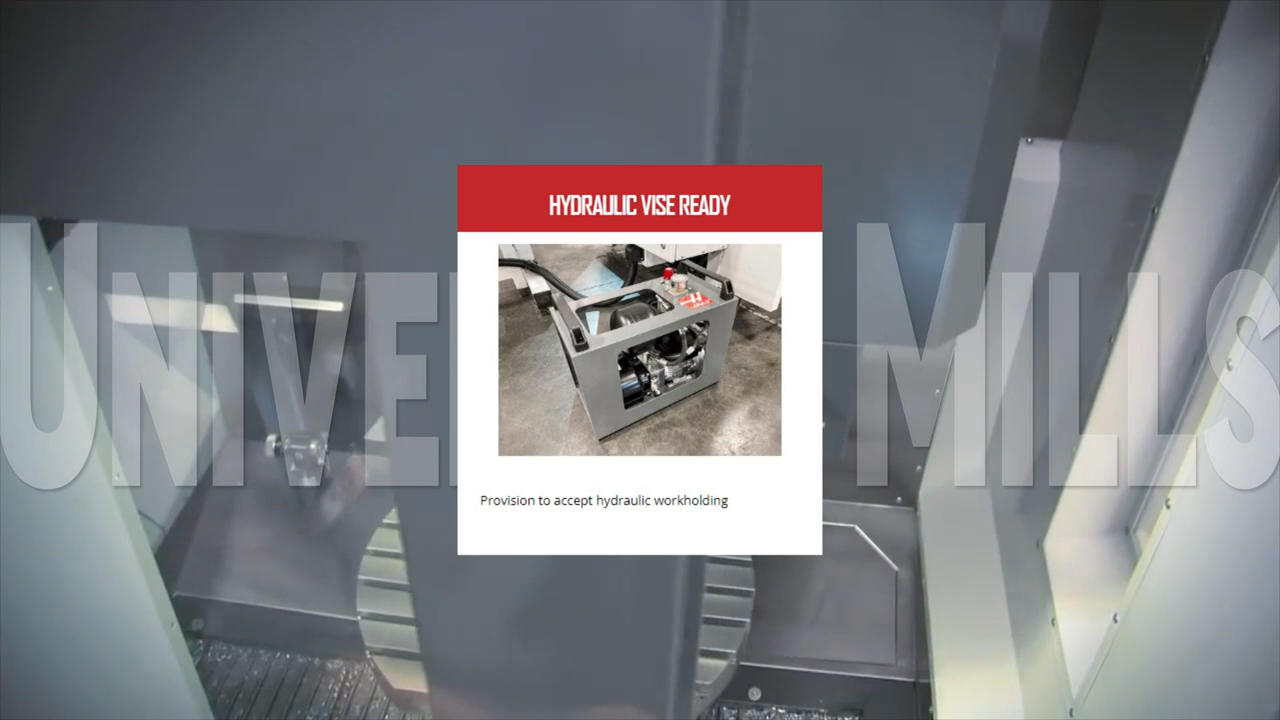 HYDRAULIC VISE READY
UNIVE MILLS
Provision to accept hydraulic workholding